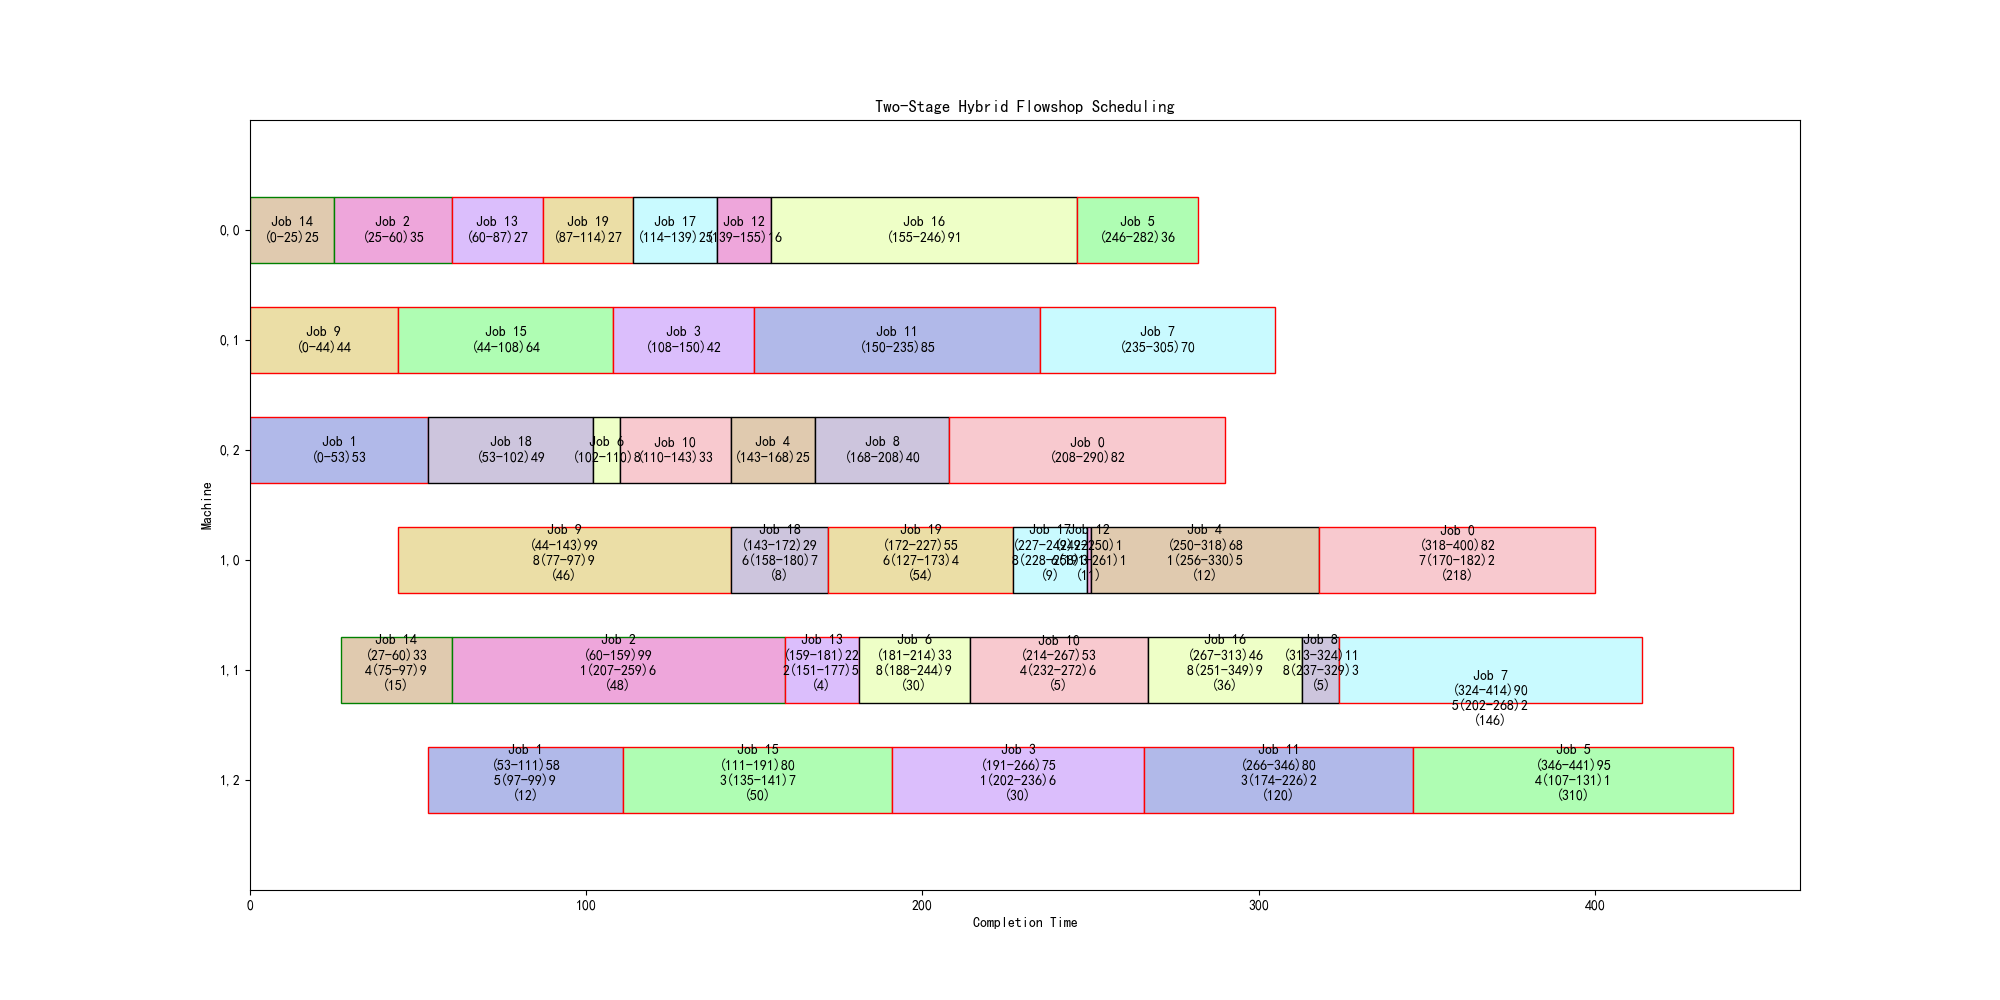 Two-Stage Hybrid Flowshop Scheduling
0,0
Job 14
(0-25)25
Job 2
(25-60)35
Job 13
(60-87)27
Job 19
(87-114)27
Job 17
(114-139)25
Job 12
(139-155)16
Job 16
(155-246)91
Job 5
(246-282)36
0,1
Job 9
(0-44)44
Job 15
(44-108)64
Job 3
(108-150)42
Job 11
(150-235)85
Job 7
(235-305)70
0,2
Job 1
(0-53)53
Job 18
(53-102)49
Job 6
(102-110)8
Job 10
(110-143)33
Job 4
(143-168)25
Job 8
(168-208)40
Job 0
(208-290)82
Machine
1,0
Job 9
(44-143)99
8(77-97)9
(46)
Job 18
(143-172)29
6(158-180)7
(8)
Job 19
(172-227)55
6(127-173)4
(54)
Job 17
(227-249)22
(9)
Job 12
(249-250)1
Job 4
(250-318)68
1(256-330)5
(12)
Job 0
(318-400)82
7(170-182)2
(218)
1,1
Job 14
(27-60)33
4(75-97)9
(15)
Job 2
(60-159)99
1(207-259)6
(48)
Job 13
(159-181)22
2(151-177)5
(4)
Job 6
(181-214)33
8(188-244)9
(30)
Job 10
(214-267)53
4(232-272)6
(5)
Job 16
(267-313)46
8(251-349)9
(36)
Job 8
(313-324)11
8(237-329)3
(5)
Job 7
(324-414)90
5(202-268)2
(146)
1,2
Job 1
(53-111)58
5(97-99)9
(12)
Job 15
(111-191)80
3(135-141)7
(50)
Job 3
(191-266)75
1(202-236)6
(30)
Job 11
(266-346)80
3(174-226)2
(120)
Job 5
(346-441)95
4(107-131)1
(310)
0
100
200
300
400
Completion Time